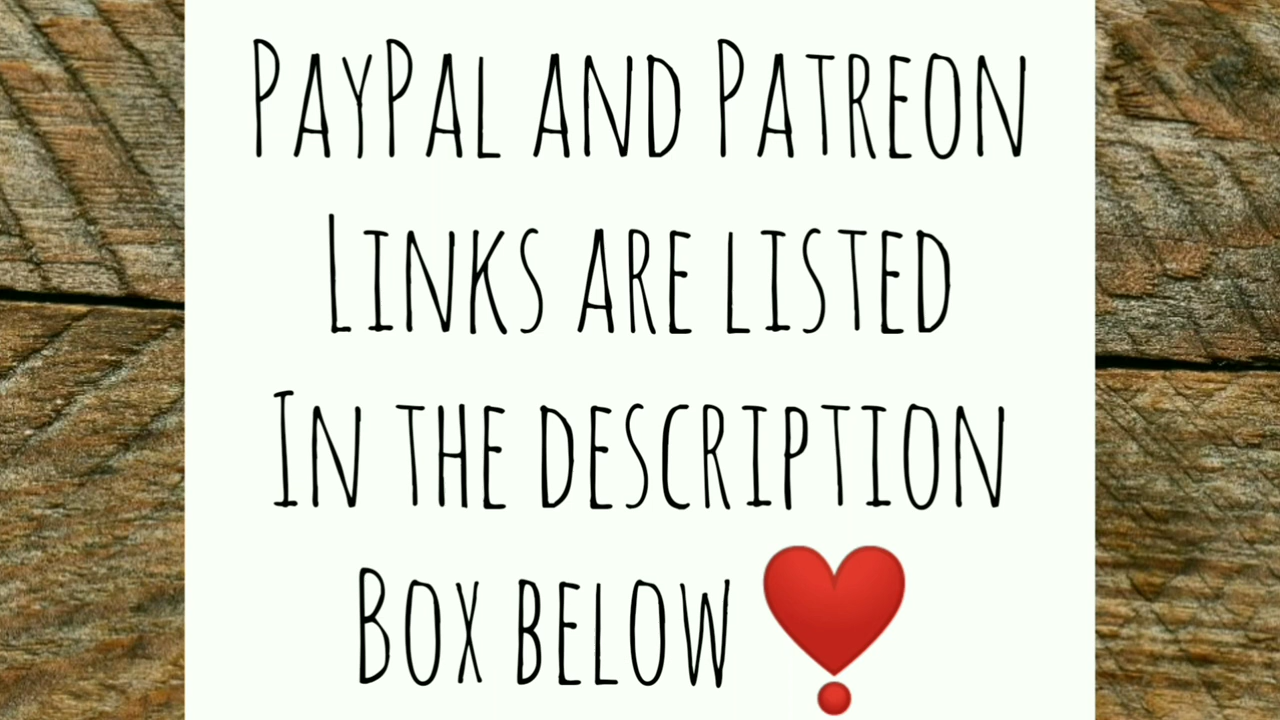 PayPal and Patreon
Links are listed
In the description
Box below ❣